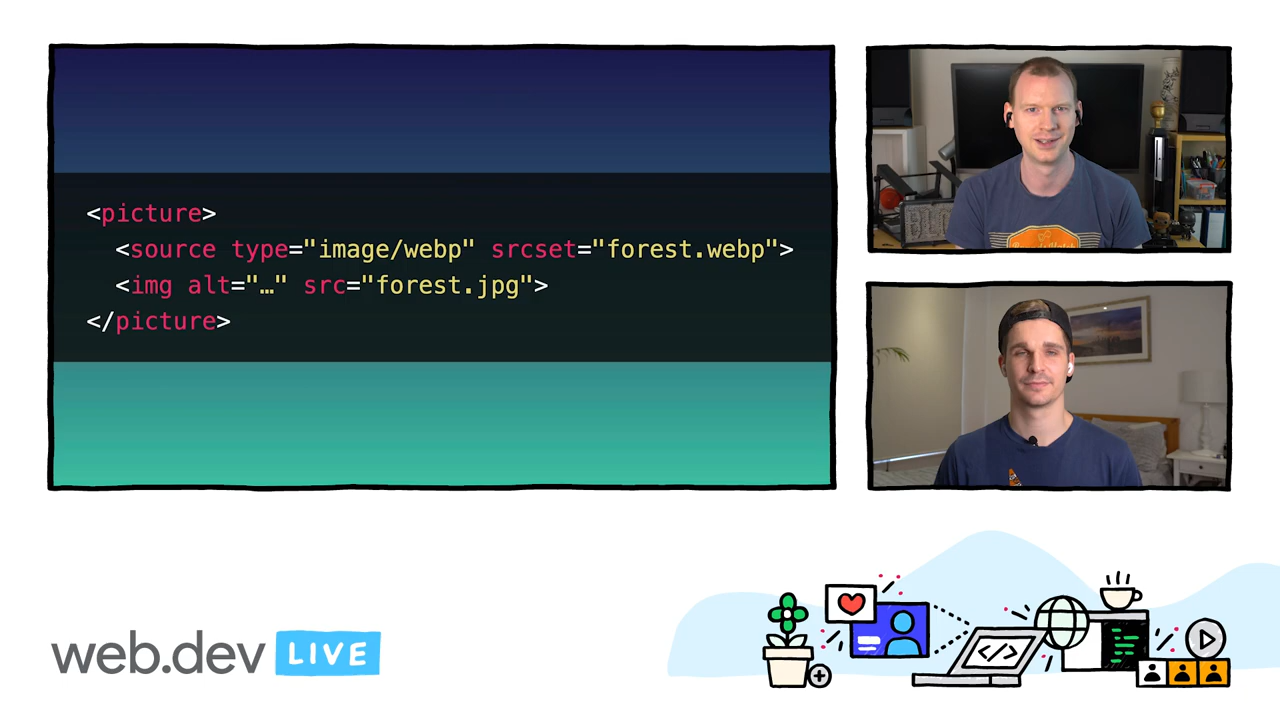 <picture>
<source type="image/webp" srcset="forest.webp">
<img alt="…" src="forest.jpg">
</picture>
web.dev LIVE
</>